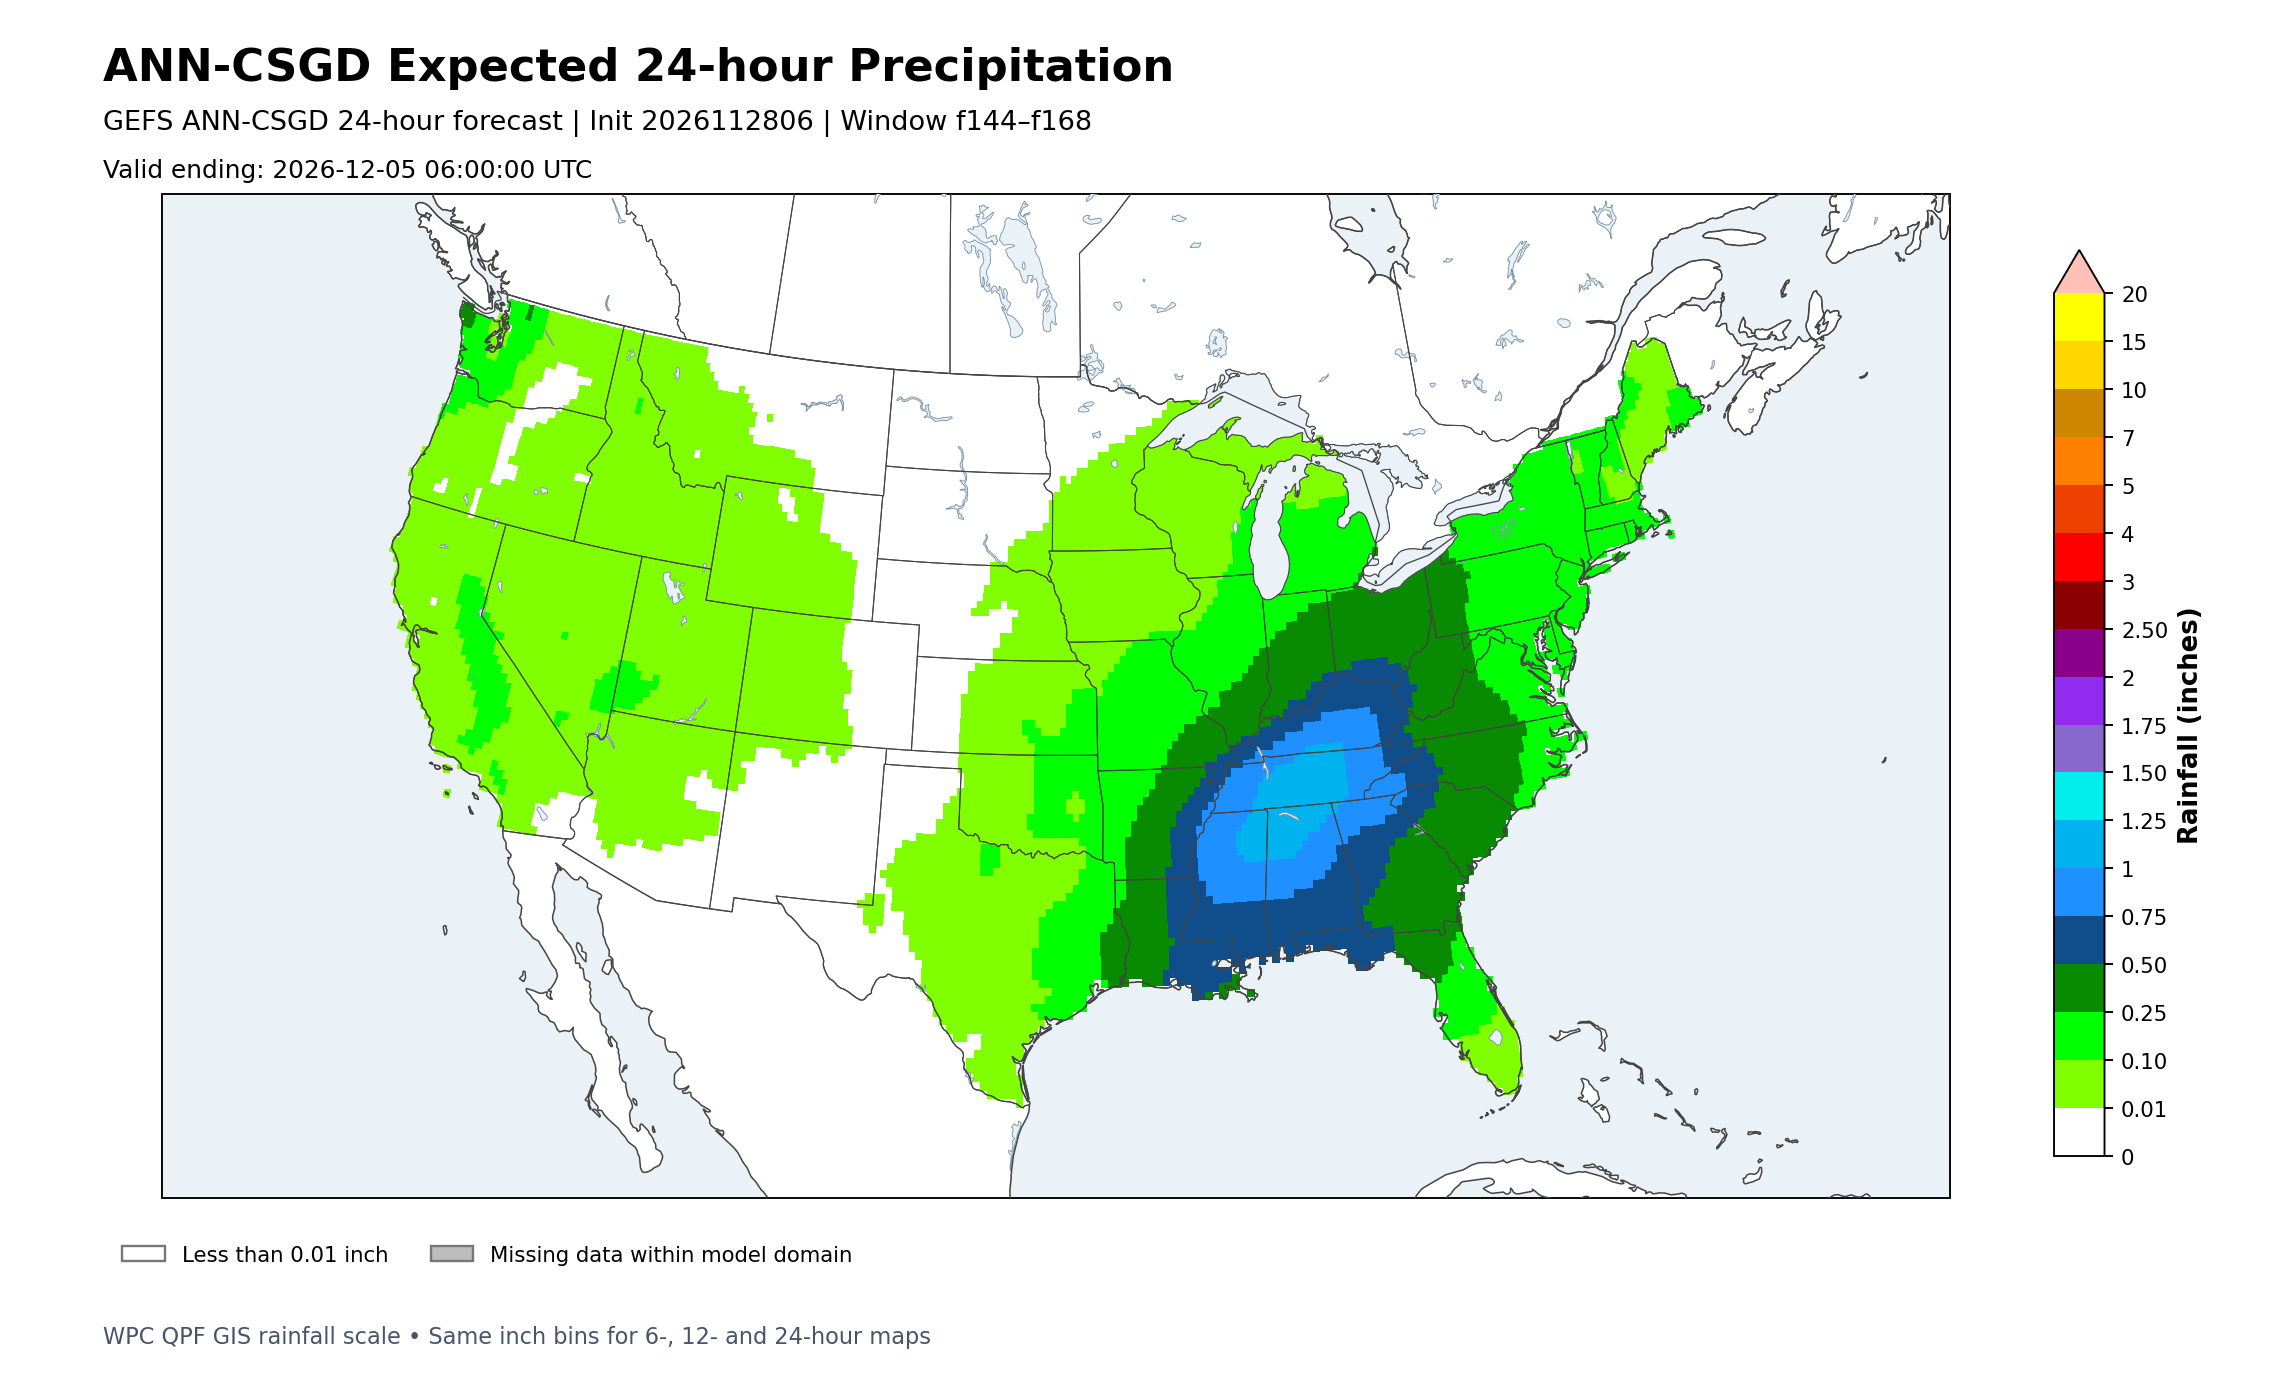 ANN-CSGD Expected 24-hour Precipitation
GEFS ANN-CSGD 24-hour forecast | Init 2026112806 | Window f144–f168
Valid ending: 2026-12-05 06:00:00 UTC
20
15
10
7
5
4
3
2.50
2
1.75
1.50
1.25
1
0.75
0.50
0.25
0.10
0.01
0
Rainfall (inches)
Less than 0.01 inch
Missing data within model domain
WPC QPF GIS rainfall scale • Same inch bins for 6-, 12- and 24-hour maps